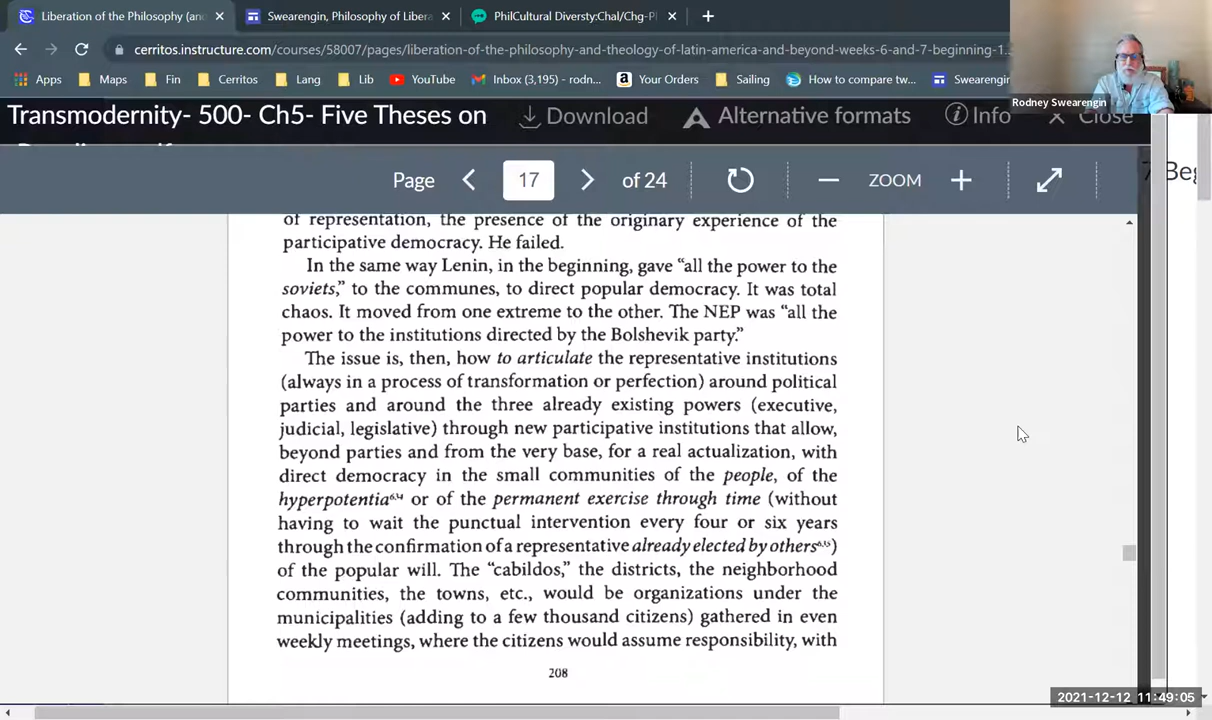 Liberation of the Philosophy (an
Swearengin, Philosophy of Libera
PhilCultural Diversty:Chal/Chg-P
cerritos.instructure.com/courses/58007/pages/liberation-of-the-philosophy-and-theology-of-latin-america-and-beyond-weeks-6-and-7-beginning-1
Apps Maps Fin Cerritos Lang Lib YouTube Inbox (3,195) - rodn... Your Orders Sailing How to compare tw... Swearengin
Rodney Swearengin
Transmodernity- 500- Ch5- Five Theses on
Download Alternative formats Info Close
Page 17 of 24 ZOOM
7 Beg
of representation, the presence of the originary experience of the
participative democracy. He failed.
In the same way Lenin, in the beginning, gave “all the power to the
soviets,” to the communes, to direct popular democracy. It was total
chaos. It moved from one extreme to the other. The NEP was “all the
power to the institutions directed by the Bolshevik party.”
The issue is, then, how to articulate the representative institutions
(always in a process of transformation or perfection) around political
parties and around the three already existing powers (executive,
judicial, legislative) through new participative institutions that allow,
beyond parties and from the very base, for a real actualization, with
direct democracy in the small communities of the people, of the
hyperpotentia6.14 or of the permanent exercise through time (without
having to wait the punctual intervention every four or six years
through the confirmation of a representative already elected by others6.15)
of the popular will. The “cabildos,” the districts, the neighborhood
communities, the towns, etc., would be organizations under the
municipalities (adding to a few thousand citizens) gathered in even
weekly meetings, where the citizens would assume responsibility, with
208
2021-12-12 11:49:05